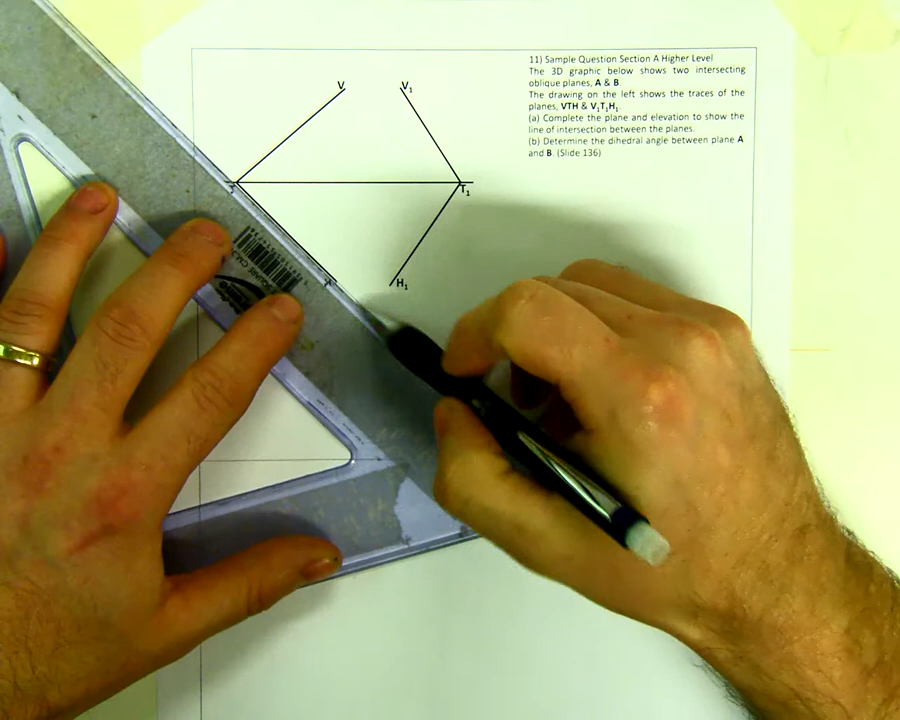 11) Sample Question Section A Higher Level
The 3D graphic below shows two intersecting
oblique planes, A & B.
The drawing on the left shows the traces of the
planes, VTH & V₁T₁H₁.
(a) Complete the plane and elevation to show the
line of intersection between the planes.
(b) Determine the dihedral angle between plane A
and B. (Slide 136)
V V₁
T₁
H₁